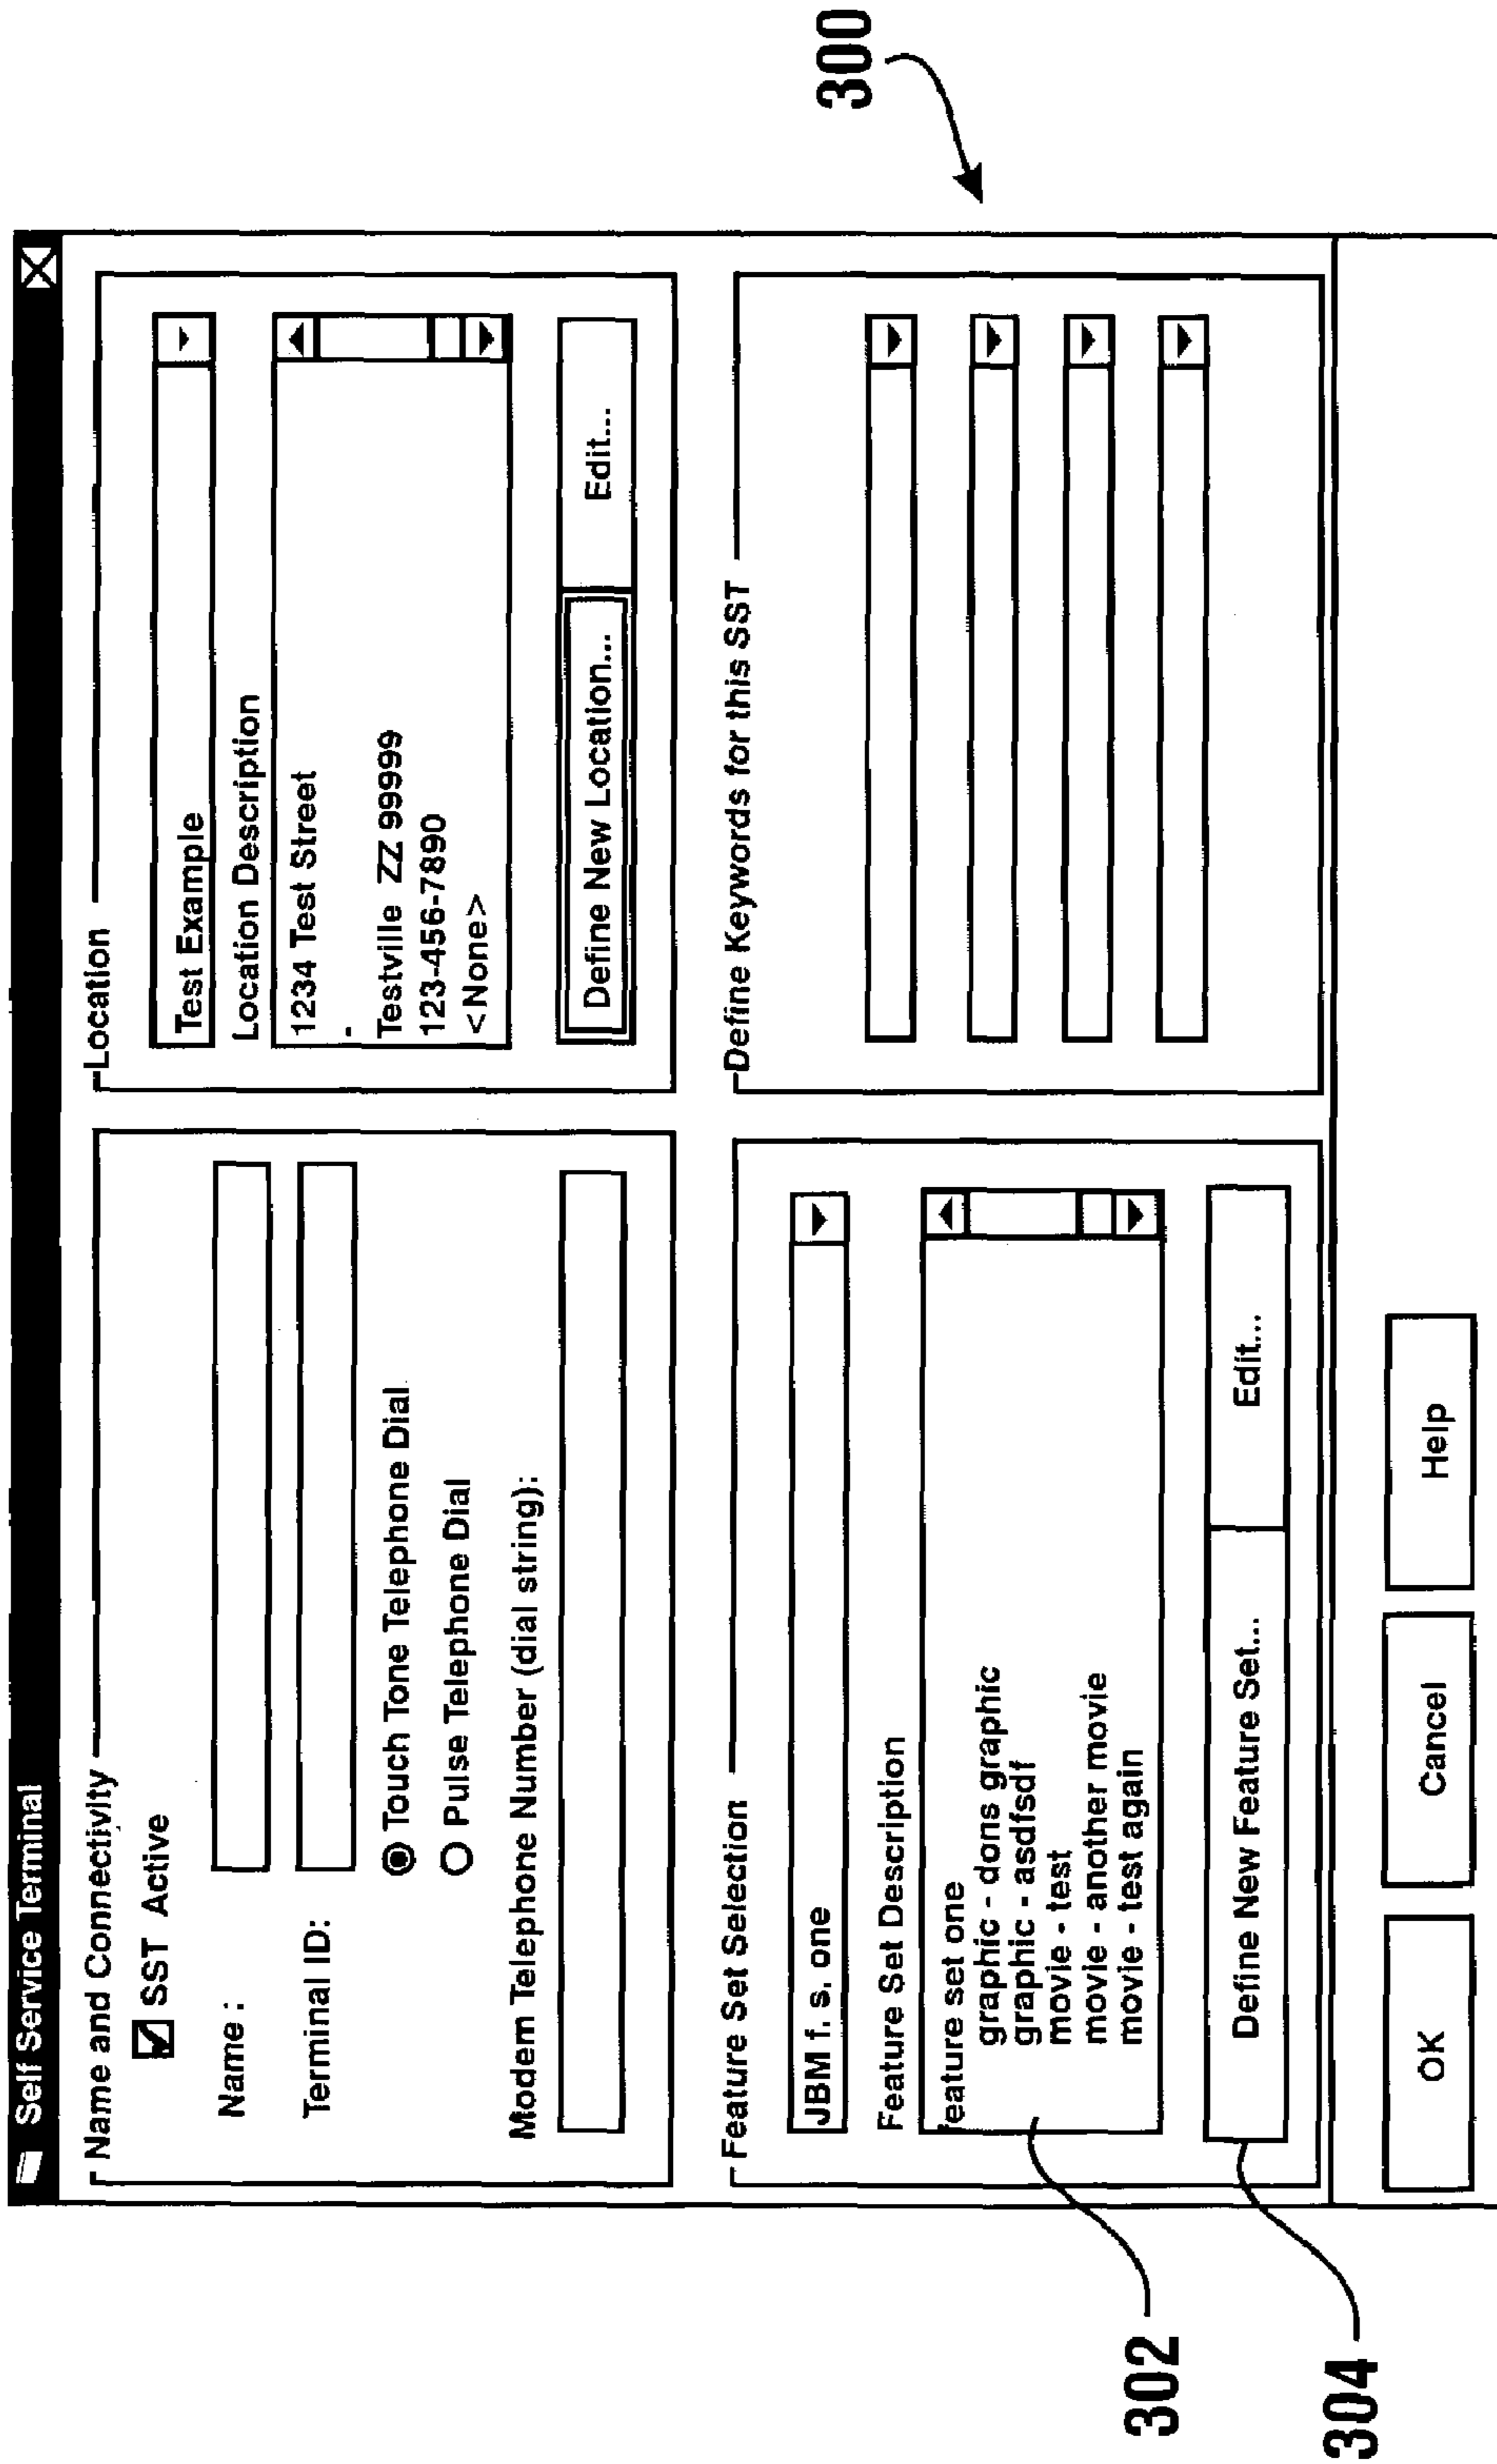 Self Service Terminal
Name and Connectivity
SST Active
Name :
Terminal ID:
Touch Tone Telephone Dial
Pulse Telephone Dial
Modem Telephone Number (dial string):
Location
Test Example
Location Description
1234 Test Street
-
Testville ZZ 99999
123-456-7890
<None>
Define New Location...
Edit...
Feature Set Selection
JBM f. s. one
Feature Set Description
feature set one
graphic - dons graphic
graphic - asdfsdf
movie - test
movie - another movie
movie - test again
Define New Feature Set...
Edit...
Define Keywords for this SST
OK
Cancel
Help
300
302
304